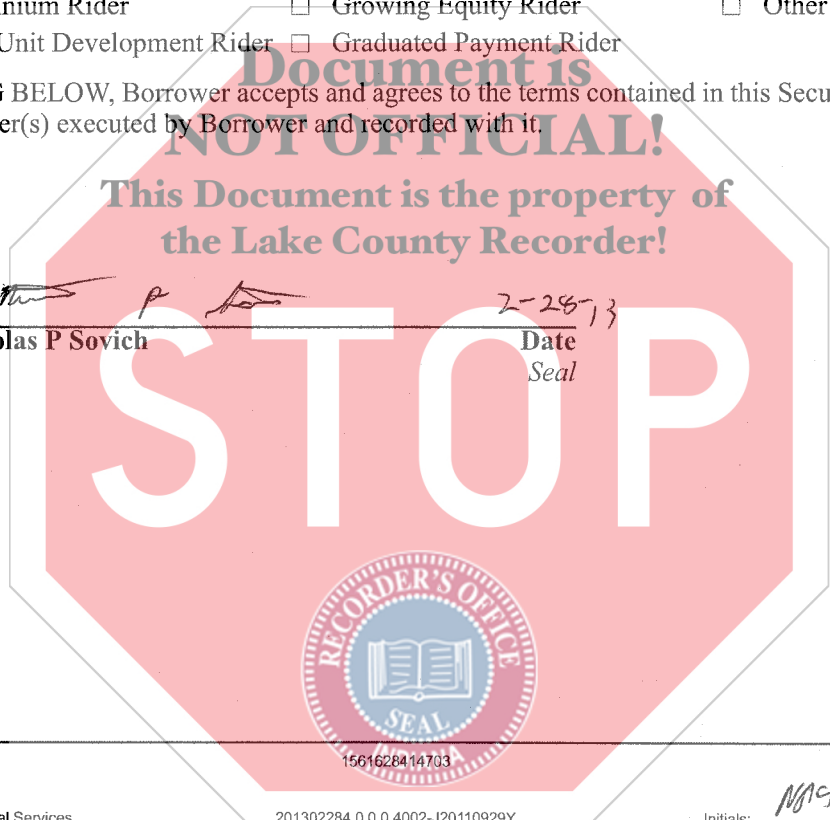 nium Rider □ Growing Equity Rider □ Other
Unit Development Rider □ Graduated Payment Rider
Document is
G BELOW, Borrower accepts and agrees to the terms contained in this Secu
er(s) executed by Borrower and recorded with it.
NOT OFFICIAL!
This Document is the property of
the Lake County Recorder!
P 2-28-13
olas P Sovich Date
Seal
STOP
RECORDER'S OFFICE
SEAL
INDIANA
1561628414703
al Services 201302284.0.0.0.4002-J20110929Y Initials: